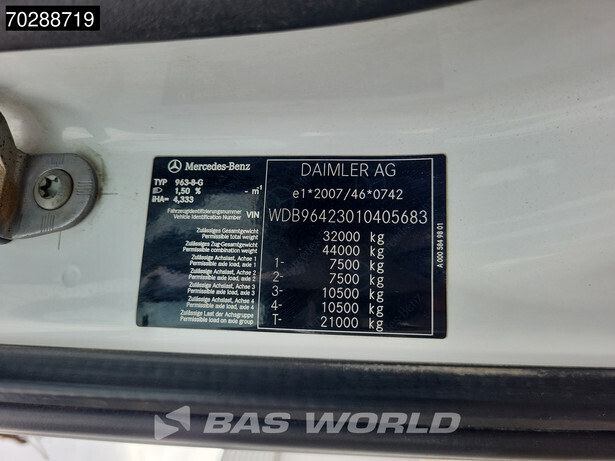 70288719
Mercedes-Benz
DAIMLER AG
TYP 963-8-G
1,50 % - m⁻¹
iHA= 4,333
e1*2007/46*0742
Fahrzeugidentifizierungsnummer
Vehicle Identification Number VIN WDB96423010405683
Zulässiges Gesamtgewicht
Permissible total weight 32000 kg
Zulässiges Zug-Gesamtgewicht
Permissible combination weight 44000 kg
Zulässige Achslast, Achse 1
Permissible axle load, axle 1 1- 7500 kg
Zulässige Achslast, Achse 2
Permissible axle load, axle 2 2- 7500 kg
Zulässige Achslast, Achse 3
Permissible axle load, axle 3 3- 10500 kg
Zulässige Achslast, Achse 4
Permissible axle load, axle 4 4- 10500 kg
Zulässige Last der Achsgruppe
Permissible load on axle group T- 21000 kg
A 000 584 98 01
BAS WORLD